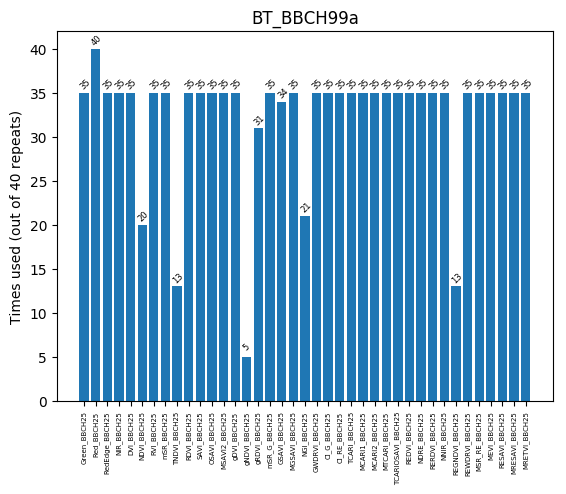 BT_BBCH99a
Times used (out of 40 repeats)
40
35
30
25
20
15
10
5
0
35 40 35 35 35 20 35 35 13 35 35 35 35 35 5 31 35 34 35 21 35 35 35 35 35 35 35 35 35 35 35 35 13 35 35 35 35 35 35
Green_BBCH25
Red_BBCH25
RedEdge_BBCH25
NIR_BBCH25
DVI_BBCH25
NDVI_BBCH25
RVI_BBCH25
mSR_BBCH25
TNDVI_BBCH25
RDVI_BBCH25
SAVI_BBCH25
OSAVI_BBCH25
MSAVI2_BBCH25
gDVI_BBCH25
gNDVI_BBCH25
gRDVI_BBCH25
mSR_G_BBCH25
GSAVI_BBCH25
MGSAVI_BBCH25
NGI_BBCH25
GWDRVI_BBCH25
CI_G_BBCH25
CI_RE_BBCH25
TCARI_BBCH25
MCARI1_BBCH25
MCARI2_BBCH25
MTCARI_BBCH25
TCARIOSAVI_BBCH25
REDVI_BBCH25
NDRE_BBCH25
RERDVI_BBCH25
NNIR_BBCH25
REGNDVI_BBCH25
REWDRVI_BBCH25
MSR_RE_BBCH25
MEVI_BBCH25
RESAVI_BBCH25
MRESAVI_BBCH25
MRETVI_BBCH25